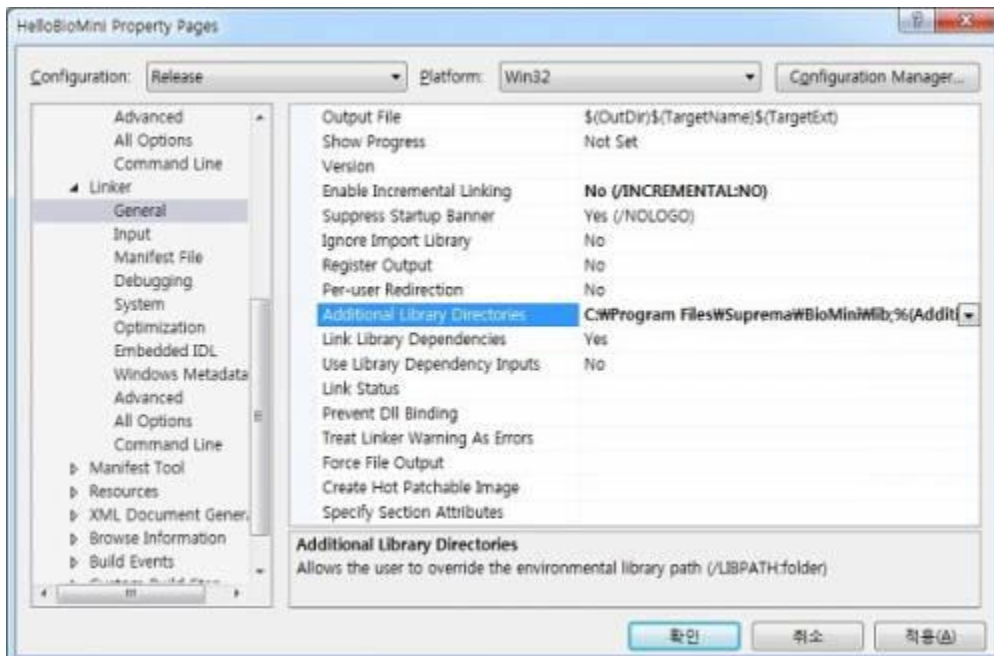 HelloBioMini Property Pages
Configuration: Release Platform: Win32 Configuration Manager...
Advanced
All Options
Command Line
Linker
General
Input
Manifest File
Debugging
System
Optimization
Embedded IDL
Windows Metadata
Advanced
All Options
Command Line
Manifest Tool
Resources
XML Document Gener
Browse Information
Build Events
Output File $(OutDir)$(TargetName)$(TargetExt)
Show Progress Not Set
Version
Enable Incremental Linking No (/INCREMENTAL:NO)
Suppress Startup Banner Yes (/NOLOGO)
Ignore Import Library No
Register Output No
Per-user Redirection No
Additional Library Directories C:₩Program Files₩Suprema₩BioMini₩lib;%(Additi
Link Library Dependencies Yes
Use Library Dependency Inputs No
Link Status
Prevent Dll Binding
Treat Linker Warning As Errors
Force File Output
Create Hot Patchable Image
Specify Section Attributes
Additional Library Directories
Allows the user to override the environmental library path (/LIBPATH:folder)
확인 취소 적용(A)